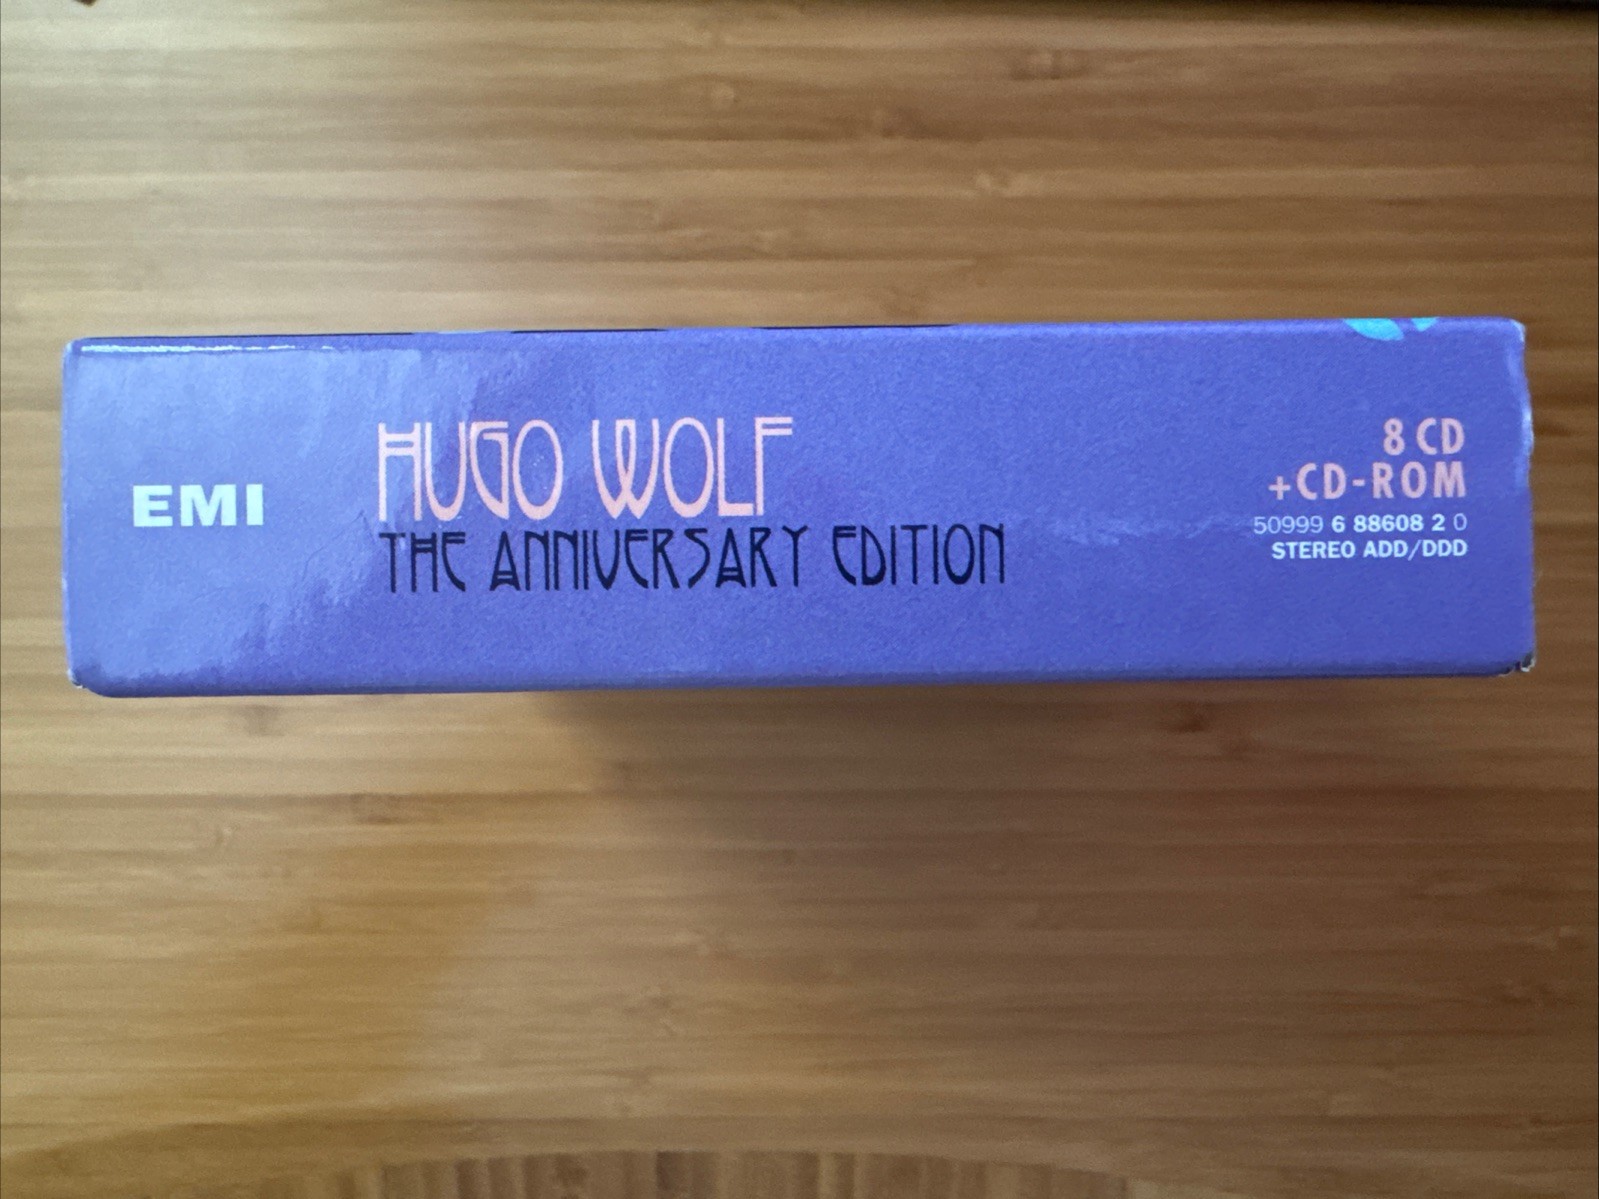 EMI
HUGO WOLF
THE ANNIVERSARY EDITION
8 CD
+CD-ROM
50999 6 88608 2 0
STEREO ADD/DDD